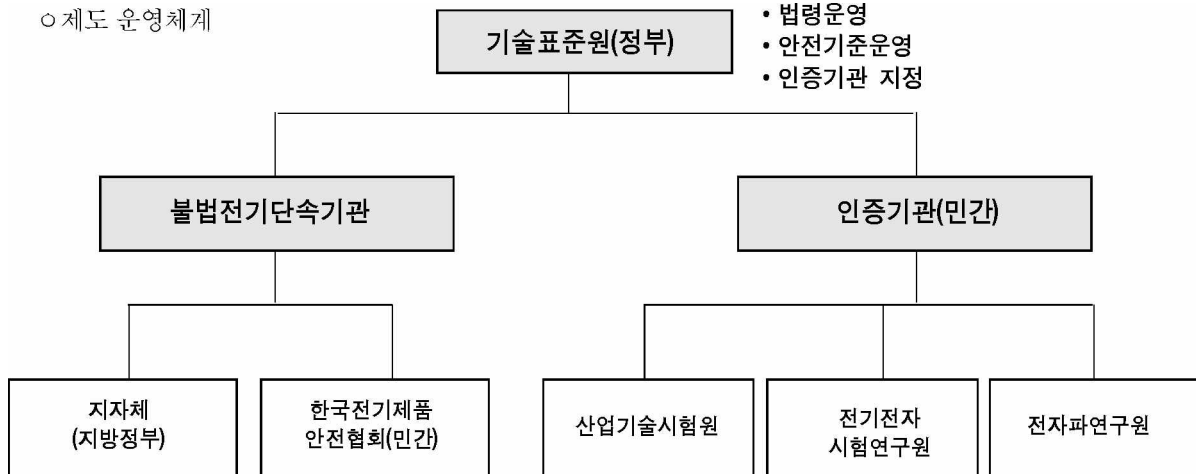 ㅇ제도 운영체계
기술표준원(정부)
• 법령운영
• 안전기준운영
• 인증기관 지정
불법전기단속기관
인증기관(민간)
지자체
(지방정부)
한국전기제품
안전협회(민간)
산업기술시험원
전기전자
시험연구원
전자파연구원